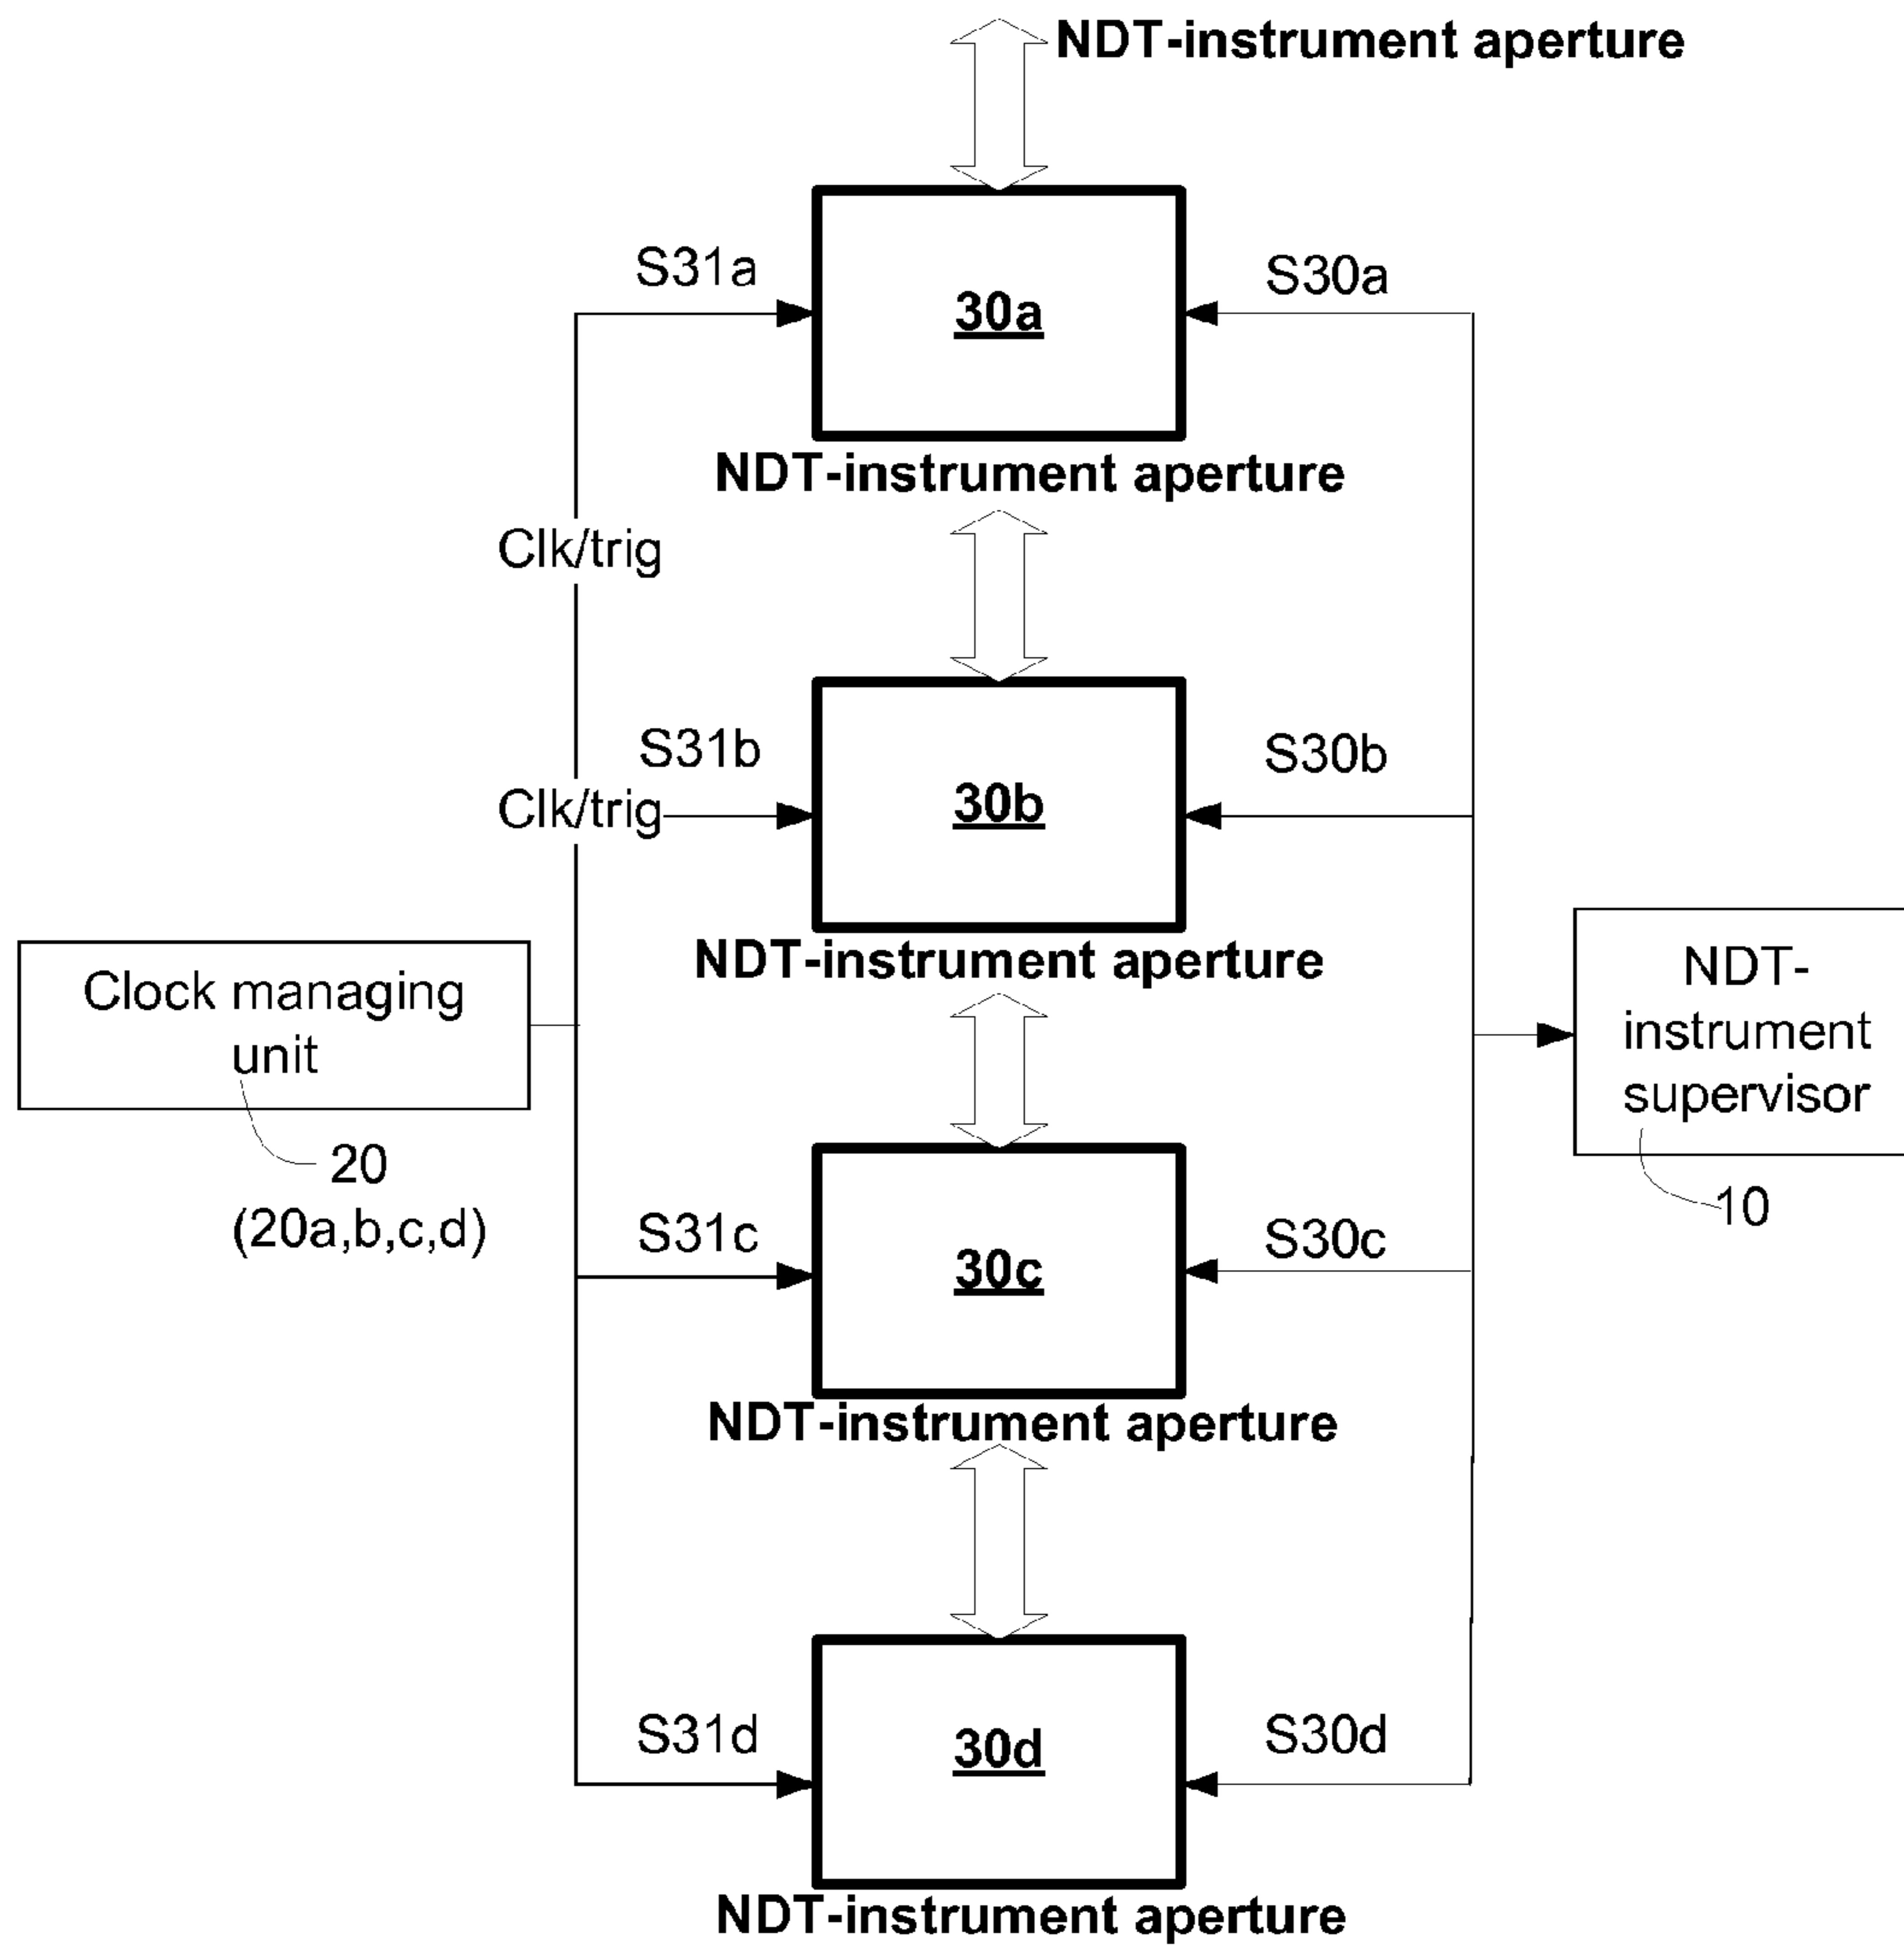 NDT-instrument aperture
S31a
S30a
30a
NDT-instrument aperture
Clk/trig
S31b
S30b
Clk/trig
30b
NDT-instrument aperture
Clock managing
unit
NDT-
instrument
supervisor
20
(20a,b,c,d)
10
S31c
S30c
30c
NDT-instrument aperture
S31d
S30d
30d
NDT-instrument aperture